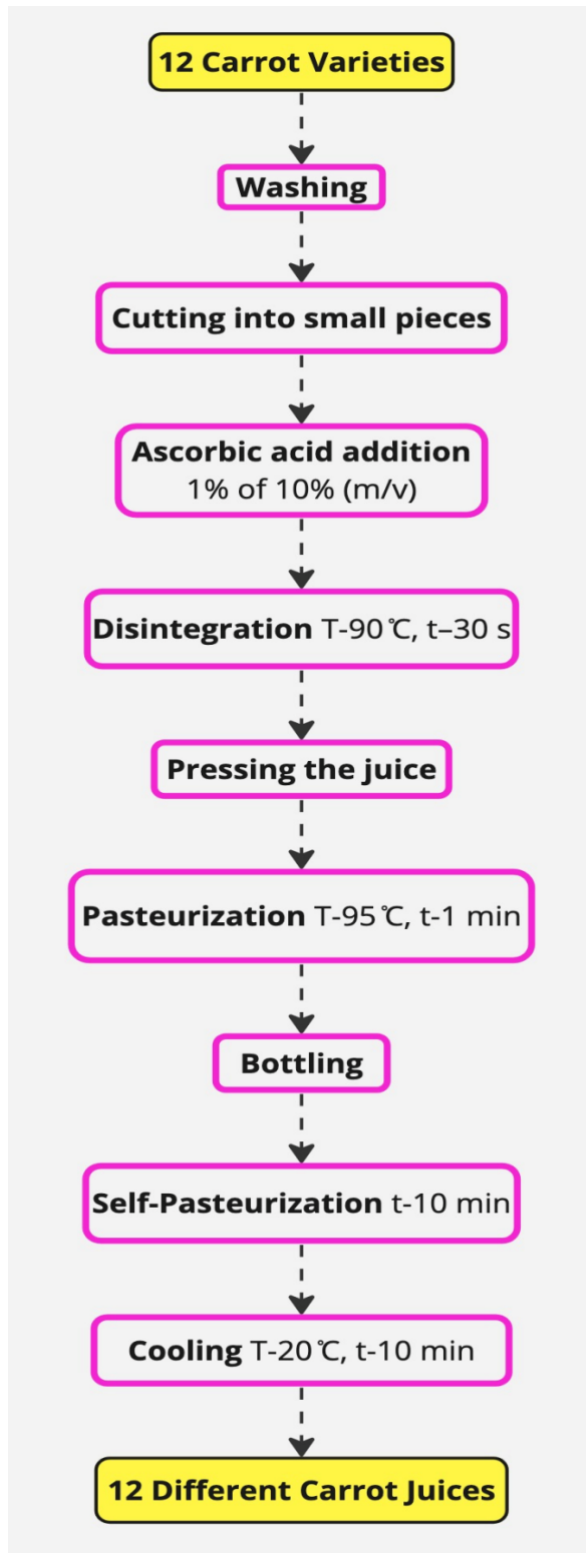 12 Carrot Varieties
Washing
Cutting into small pieces
Ascorbic acid addition
1% of 10% (m/v)
Disintegration T-90℃, t–30 s
Pressing the juice
Pasteurization T-95℃, t-1 min
Bottling
Self-Pasteurization t-10 min
Cooling T-20℃, t-10 min
12 Different Carrot Juices